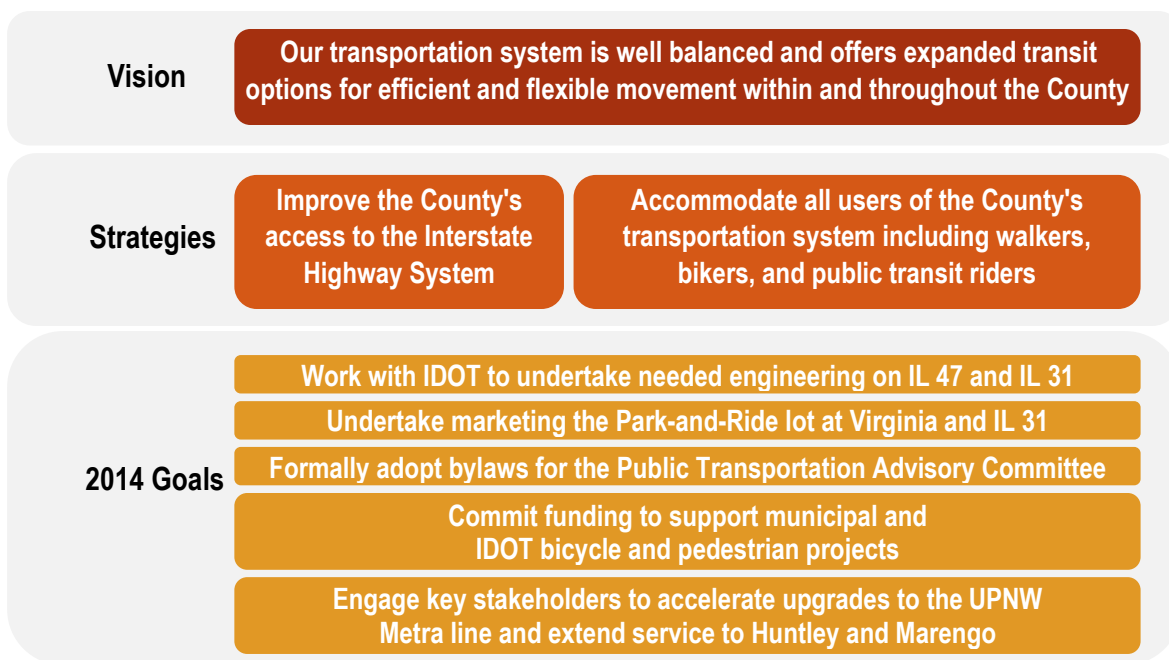 Vision
Our transportation system is well balanced and offers expanded transit
options for efficient and flexible movement within and throughout the County
Strategies
Improve the County's
access to the Interstate
Highway System
Accommodate all users of the County's
transportation system including walkers,
bikers, and public transit riders
2014 Goals
Work with IDOT to undertake needed engineering on IL 47 and IL 31
Undertake marketing the Park-and-Ride lot at Virginia and IL 31
Formally adopt bylaws for the Public Transportation Advisory Committee
Commit funding to support municipal and
IDOT bicycle and pedestrian projects
Engage key stakeholders to accelerate upgrades to the UPNW
Metra line and extend service to Huntley and Marengo